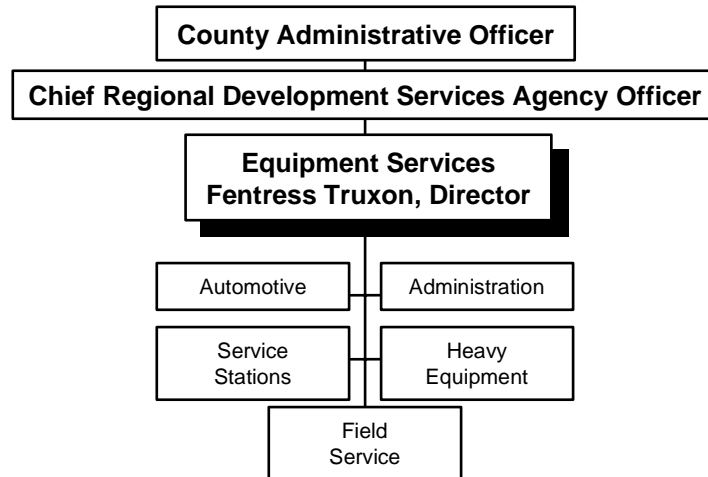 County Administrative Officer
Chief Regional Development Services Agency Officer
Equipment Services
Fentress Truxon, Director
Automotive
Administration
Service
Stations
Heavy
Equipment
Field
Service